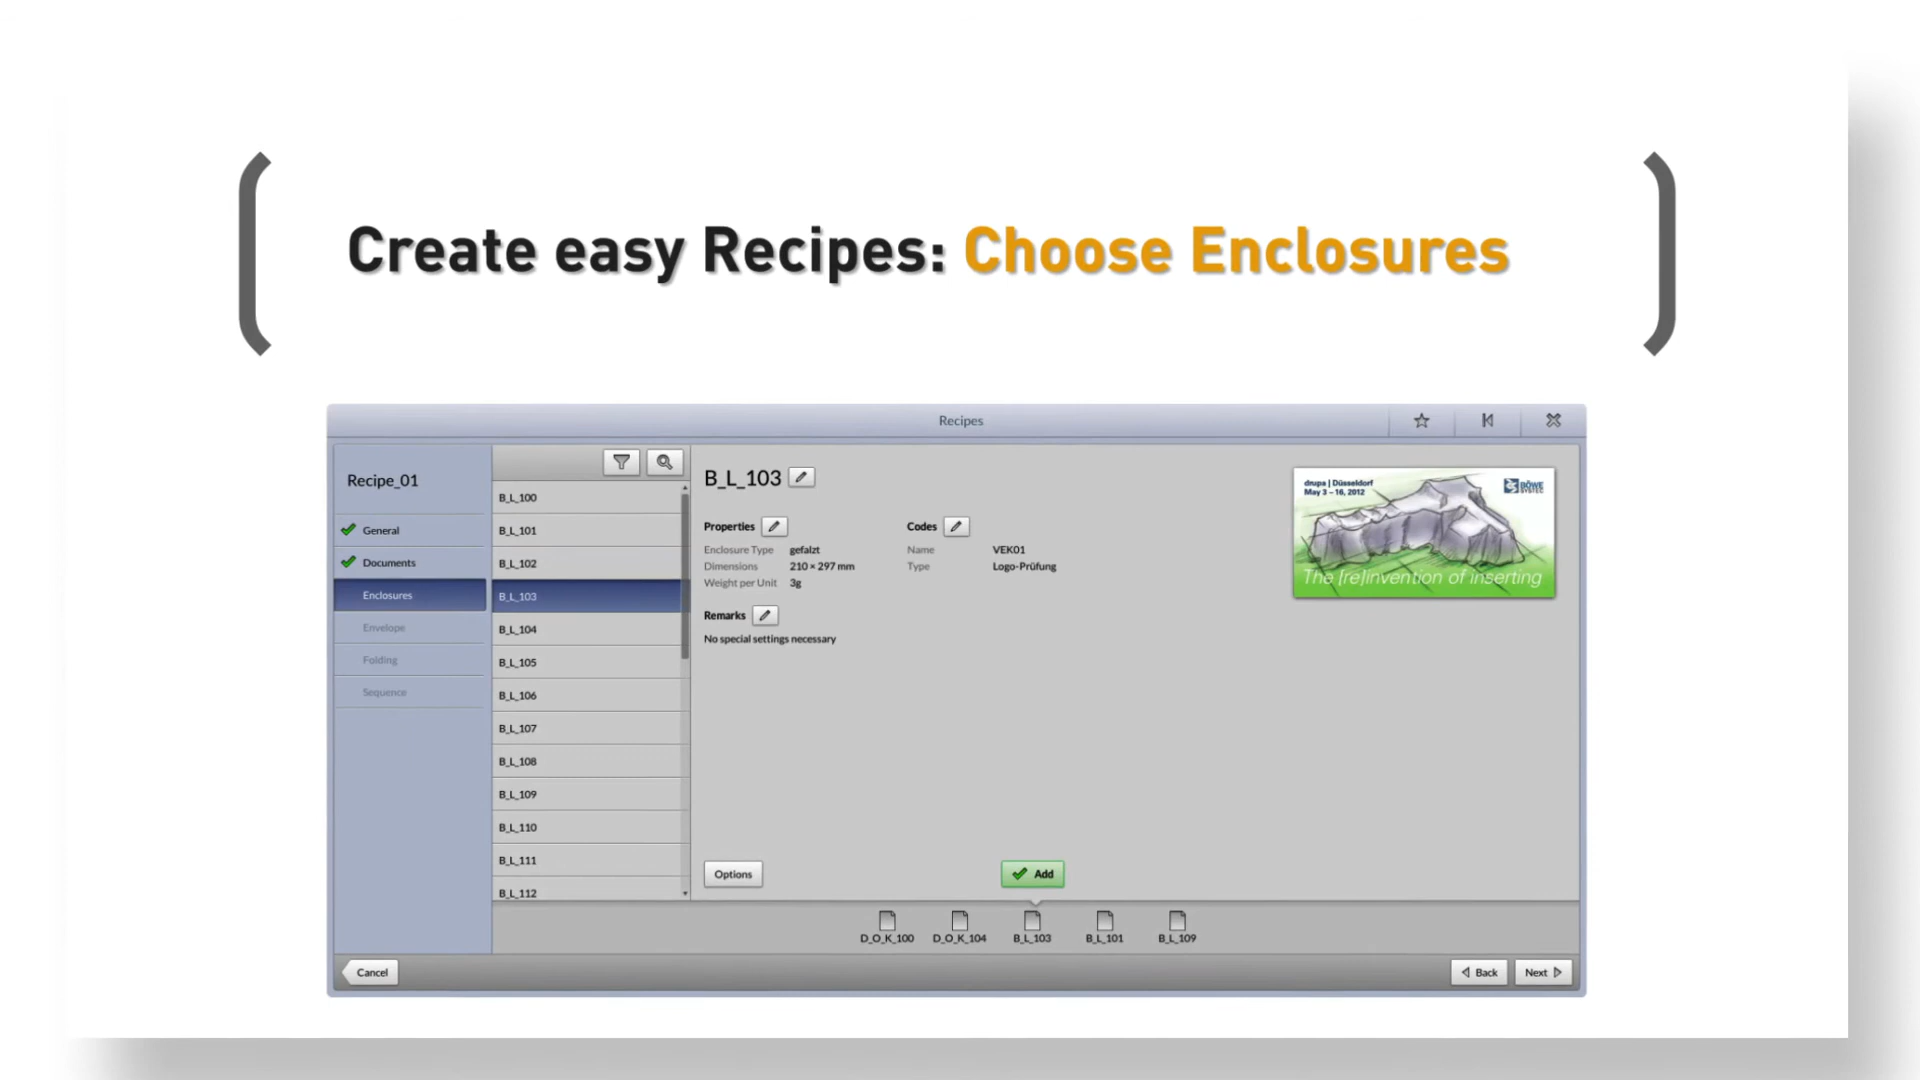 Create easy Recipes: Choose Enclosures
Recipes
Recipe_01
General
Documents
Enclosures
Envelope
Folding
Sequence
B_L_100
B_L_101
B_L_102
B_L_103
B_L_104
B_L_105
B_L_106
B_L_107
B_L_108
B_L_109
B_L_110
B_L_111
B_L_112
B_L_103
Properties
Enclosure Type gefalzt
Dimensions 210 × 297 mm
Weight per Unit 3g
Codes
Name VEK01
Type Logo-Prüfung
Remarks
No special settings necessary
drupa | Düsseldorf
May 3 – 16, 2012
BÖWE
SYSTEC
The [re]invention of inserting
Options
Add
D_O_K_100 D_O_K_104 B_L_103 B_L_101 B_L_109
Cancel
Back
Next